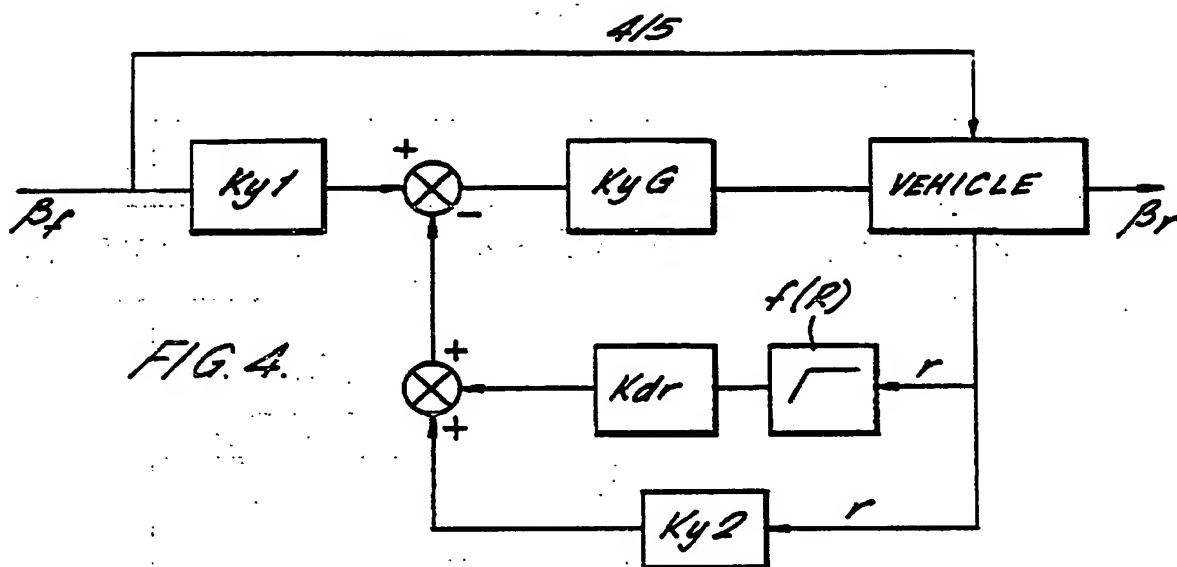 4/5
+
Ky1
KyG
VEHICLE
βf
−
βr
f(R)
FIG. 4.
+
Kdr
r
+
Ky2
r